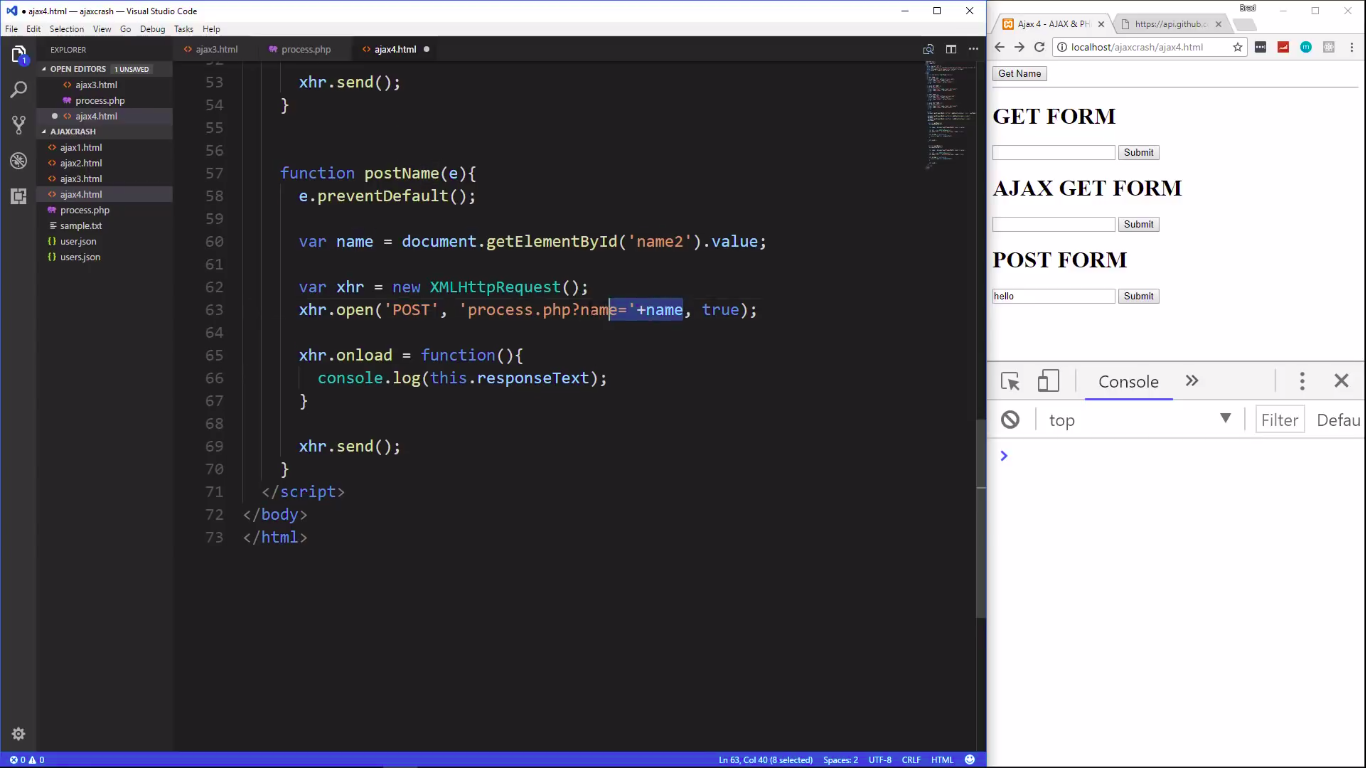 ajax4.html — ajaxcrash — Visual Studio Code
File Edit Selection View Go Debug Tasks Help
EXPLORER
OPEN EDITORS 1 UNSAVED
ajax3.html
process.php
ajax4.html
AJAXCRASH
ajax1.html
ajax2.html
ajax3.html
ajax4.html
process.php
sample.txt
user.json
users.json
1
ajax3.html process.php ajax4.html
53 xhr.send();
54 }
55
56
57 function postName(e){
58 e.preventDefault();
59
60 var name = document.getElementById('name2').value;
61
62 var xhr = new XMLHttpRequest();
63 xhr.open('POST', 'process.php?name='+name, true);
64
65 xhr.onload = function(){
66 console.log(this.responseText);
67 }
68
69 xhr.send();
70 }
71 </script>
72 </body>
73 </html>
0 0 Ln 63, Col 40 (8 selected) Spaces: 2 UTF-8 CRLF HTML
Brad
Ajax 4 - AJAX & PH https://api.github.c
localhost/ajaxcrash/ajax4.html
Get Name
GET FORM
Submit
AJAX GET FORM
Submit
POST FORM
hello Submit
Console »
top Filter Defau